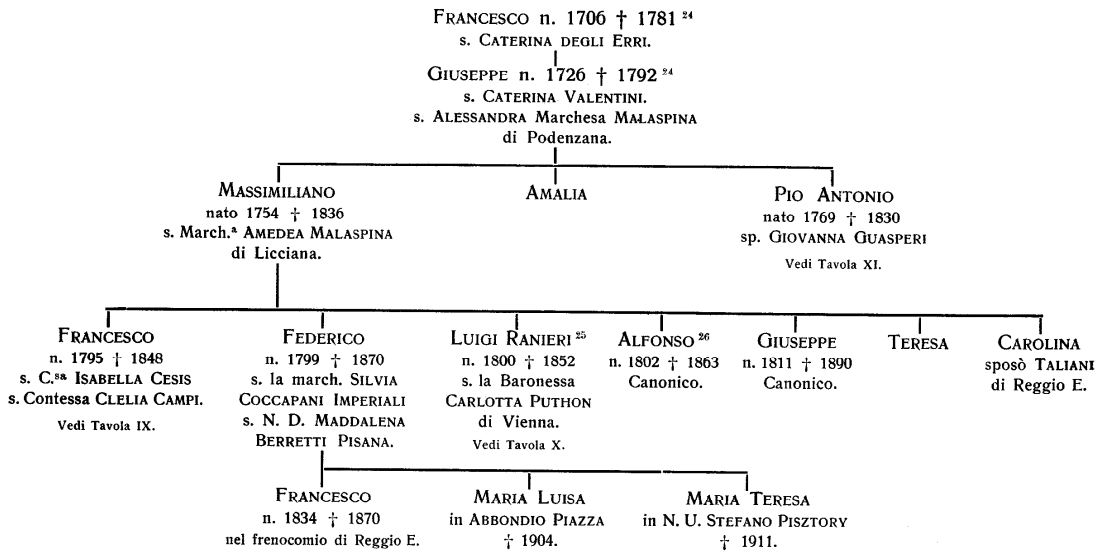 FRANCESCO n. 1706 † 1781 ²⁴
s. CATERINA DEGLI ERRI.
GIUSEPPE n. 1726 † 1792 ²⁴
s. CATERINA VALENTINI.
s. ALESSANDRA Marchesa MALASPINA
di Podenzana.
MASSIMILIANO
nato 1754 † 1836
s. March.ª AMEDEA MALASPINA
di Licciana.
AMALIA
PIO ANTONIO
nato 1769 † 1830
sp. GIOVANNA GUASPERI
Vedi Tavola XI.
FRANCESCO
n. 1795 † 1848
s. C.ˢᵃ ISABELLA CESIS
s. Contessa CLELIA CAMPI.
Vedi Tavola IX.
FEDERICO
n. 1799 † 1870
s. la march. SILVIA
COCCAPANI IMPERIALI
s. N. D. MADDALENA
BERRETTI PISANA.
LUIGI RANIERI ²⁵
n. 1800 † 1852
s. la Baronessa
CARLOTTA PUTHON
di Vienna.
Vedi Tavola X.
ALFONSO ²⁶
n. 1802 † 1863
Canonico.
GIUSEPPE
n. 1811 † 1890
Canonico.
TERESA
CAROLINA
sposò TALIANI
di Reggio E.
FRANCESCO
n. 1834 † 1870
nel frenocomio di Reggio E.
MARIA LUISA
in ABBONDIO PIAZZA
† 1904.
MARIA TERESA
in N. U. STEFANO PISZTORY
† 1911.